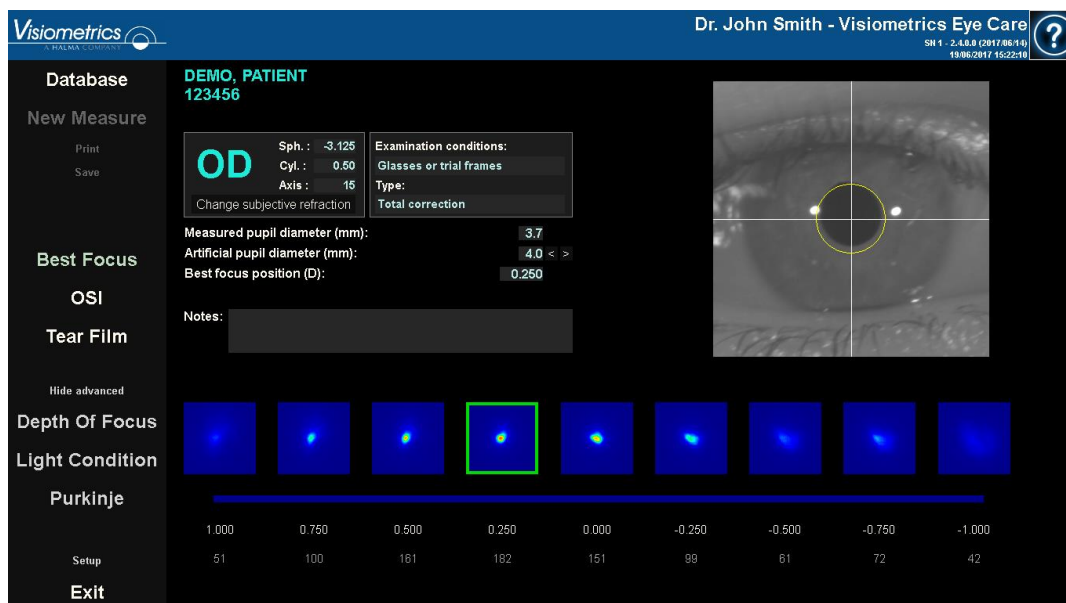 Visiometrics
A HALMA COMPANY
Dr. John Smith - Visiometrics Eye Care
SN 1 - 2.4.0.0 (2017/06/14)
19/06/2017 15:22:10
?
Database
New Measure
Print
Save
Best Focus
OSI
Tear Film
Hide advanced
Depth Of Focus
Light Condition
Purkinje
Setup
Exit
DEMO, PATIENT
123456
OD
Sph. : -3.125
Cyl. : 0.50
Axis : 15
Change subjective refraction
Examination conditions:
Glasses or trial frames
Type:
Total correction
Measured pupil diameter (mm): 3.7
Artificial pupil diameter (mm): 4.0 < >
Best focus position (D): 0.250
Notes:
1.000 0.750 0.500 0.250 0.000 -0.250 -0.500 -0.750 -1.000
51 100 161 182 151 99 61 72 42